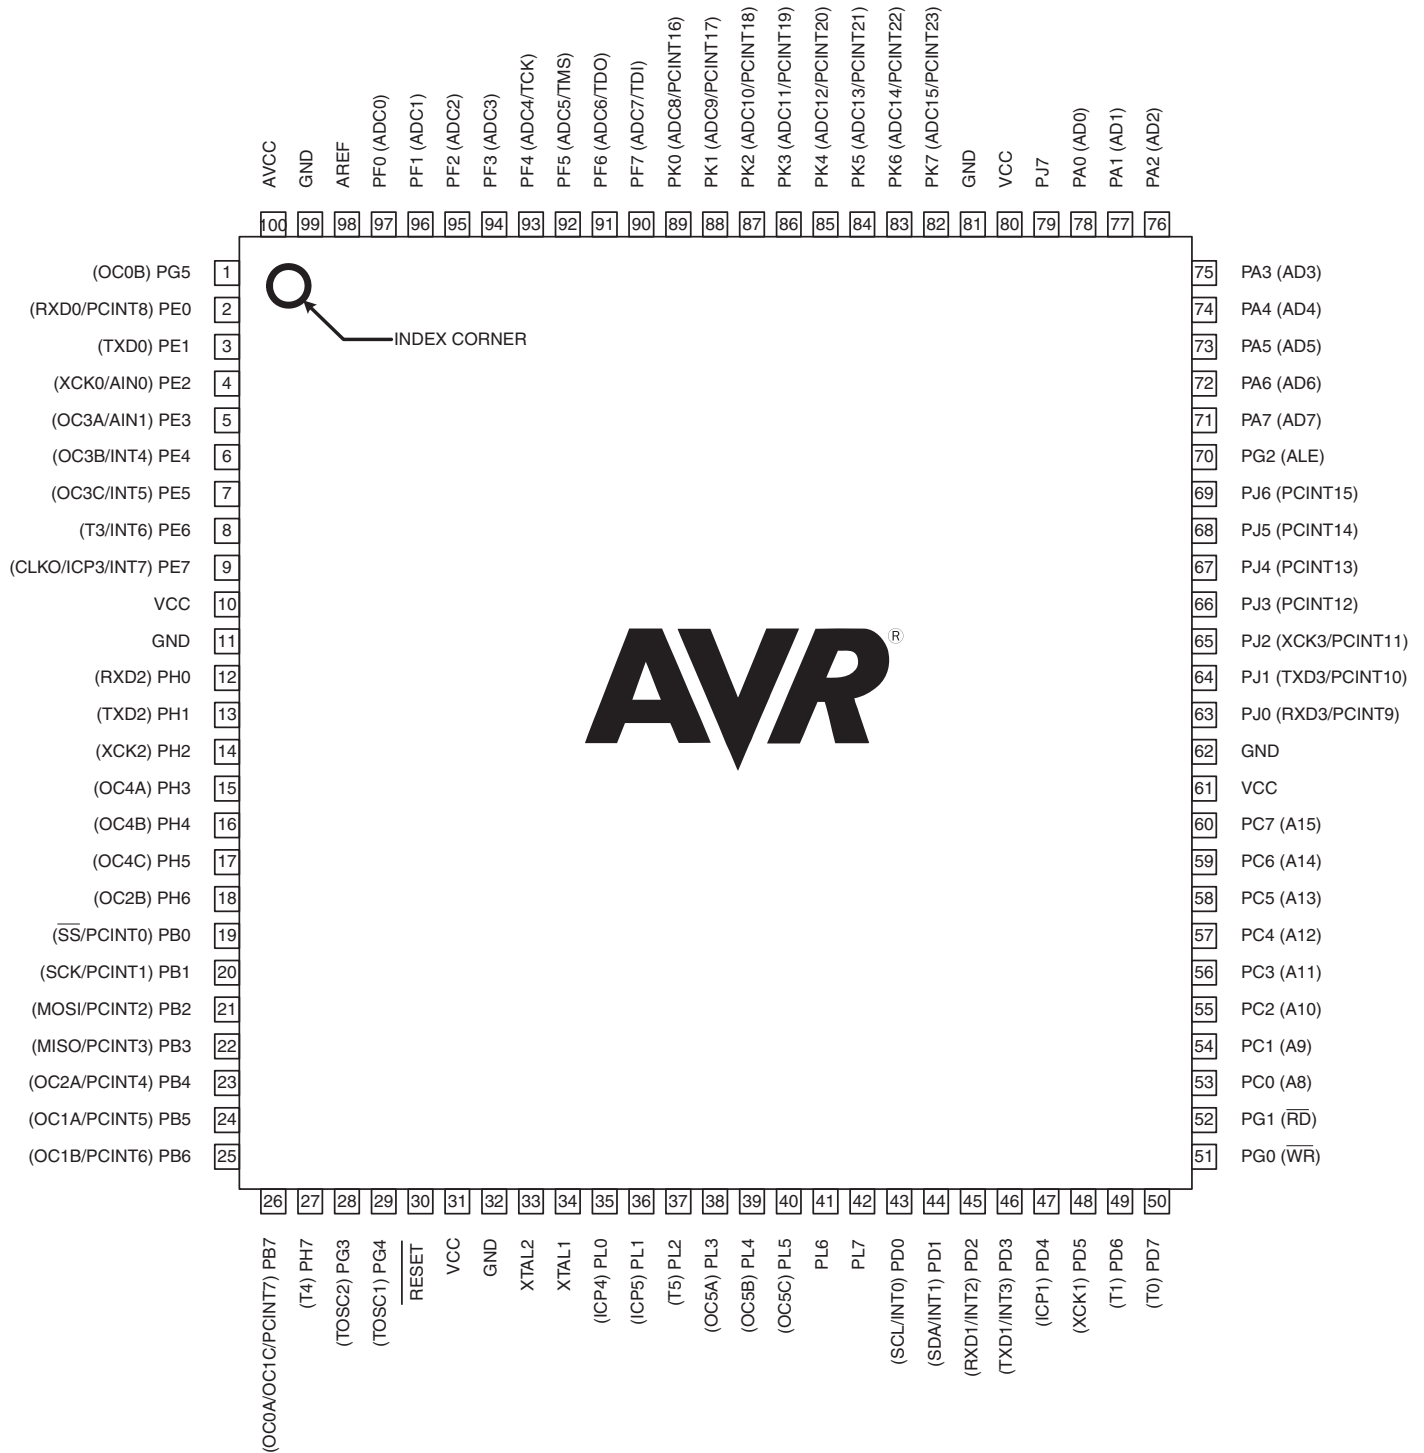 AVCC
GND
AREF
PF0 (ADC0)
PF1 (ADC1)
PF2 (ADC2)
PF3 (ADC3)
PF4 (ADC4/TCK)
PF5 (ADC5/TMS)
PF6 (ADC6/TDO)
PF7 (ADC7/TDI)
PK0 (ADC8/PCINT16)
PK1 (ADC9/PCINT17)
PK2 (ADC10/PCINT18)
PK3 (ADC11/PCINT19)
PK4 (ADC12/PCINT20)
PK5 (ADC13/PCINT21)
PK6 (ADC14/PCINT22)
PK7 (ADC15/PCINT23)
GND
VCC
PJ7
PA0 (AD0)
PA1 (AD1)
PA2 (AD2)
100 99 98 97 96 95 94 93 92 91 90 89 88 87 86 85 84 83 82 81 80 79 78 77 76
(OC0B) PG5 1
(RXD0/PCINT8) PE0 2
(TXD0) PE1 3
(XCK0/AIN0) PE2 4
(OC3A/AIN1) PE3 5
(OC3B/INT4) PE4 6
(OC3C/INT5) PE5 7
(T3/INT6) PE6 8
(CLKO/ICP3/INT7) PE7 9
VCC 10
GND 11
(RXD2) PH0 12
(TXD2) PH1 13
(XCK2) PH2 14
(OC4A) PH3 15
(OC4B) PH4 16
(OC4C) PH5 17
(OC2B) PH6 18
(SS/PCINT0) PB0 19
(SCK/PCINT1) PB1 20
(MOSI/PCINT2) PB2 21
(MISO/PCINT3) PB3 22
(OC2A/PCINT4) PB4 23
(OC1A/PCINT5) PB5 24
(OC1B/PCINT6) PB6 25
INDEX CORNER
AVR®
75 PA3 (AD3)
74 PA4 (AD4)
73 PA5 (AD5)
72 PA6 (AD6)
71 PA7 (AD7)
70 PG2 (ALE)
69 PJ6 (PCINT15)
68 PJ5 (PCINT14)
67 PJ4 (PCINT13)
66 PJ3 (PCINT12)
65 PJ2 (XCK3/PCINT11)
64 PJ1 (TXD3/PCINT10)
63 PJ0 (RXD3/PCINT9)
62 GND
61 VCC
60 PC7 (A15)
59 PC6 (A14)
58 PC5 (A13)
57 PC4 (A12)
56 PC3 (A11)
55 PC2 (A10)
54 PC1 (A9)
53 PC0 (A8)
52 PG1 (RD)
51 PG0 (WR)
26 27 28 29 30 31 32 33 34 35 36 37 38 39 40 41 42 43 44 45 46 47 48 49 50
(OC0A/OC1C/PCINT7) PB7
(T4) PH7
(TOSC2) PG3
(TOSC1) PG4
RESET
VCC
GND
XTAL2
XTAL1
(ICP4) PL0
(ICP5) PL1
(T5) PL2
(OC5A) PL3
(OC5B) PL4
(OC5C) PL5
PL6
PL7
(SCL/INT0) PD0
(SDA/INT1) PD1
(RXD1/INT2) PD2
(TXD1/INT3) PD3
(ICP1) PD4
(XCK1) PD5
(T1) PD6
(T0) PD7